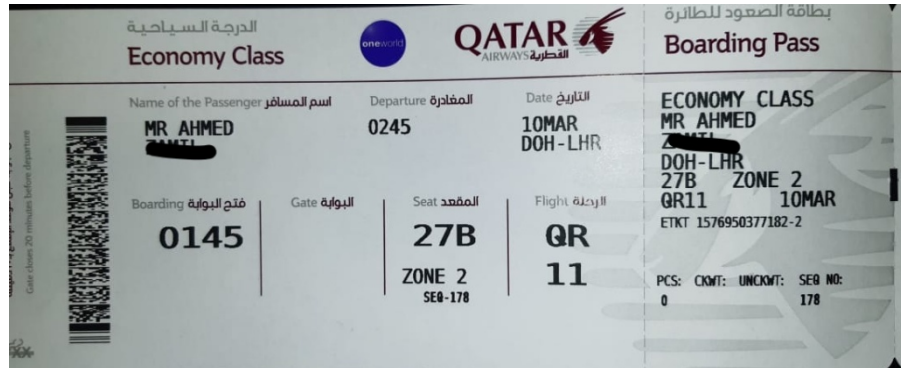 الدرجة السياحية
Economy Class
oneworld
QATAR
AIRWAYS القطرية
بطاقة الصعود للطائرة
Boarding Pass
Name of the Passenger اسم المسافر
Departure المغادرة
Date التاريخ
MR AHMED
0245
10MAR
DOH-LHR
Boarding فتح البوابة
Gate البوابة
Seat المقعد
Flight الرحلة
0145
27B
QR
11
ZONE 2
SEQ-178
Gate closes 20 minutes before departure
ECONOMY CLASS
MR AHMED
DOH-LHR
27B ZONE 2
QR11 10MAR
ETKT 1576950377182-2
PCS: CKWT: UNCKWT: SEQ NO:
0 178